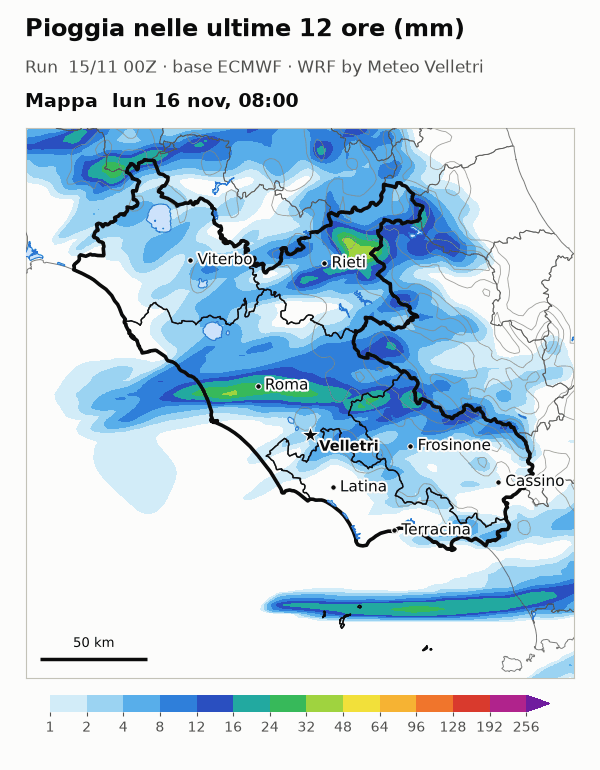 Pioggia nelle ultime 12 ore (mm)
Run 15/11 00Z · base ECMWF · WRF by Meteo Velletri
Mappa lun 16 nov, 08:00
Viterbo
Rieti
Roma
Velletri
Frosinone
Cassino
Latina
Terracina
50 km
1 2 4 8 12 16 24 32 48 64 96 128 192 256